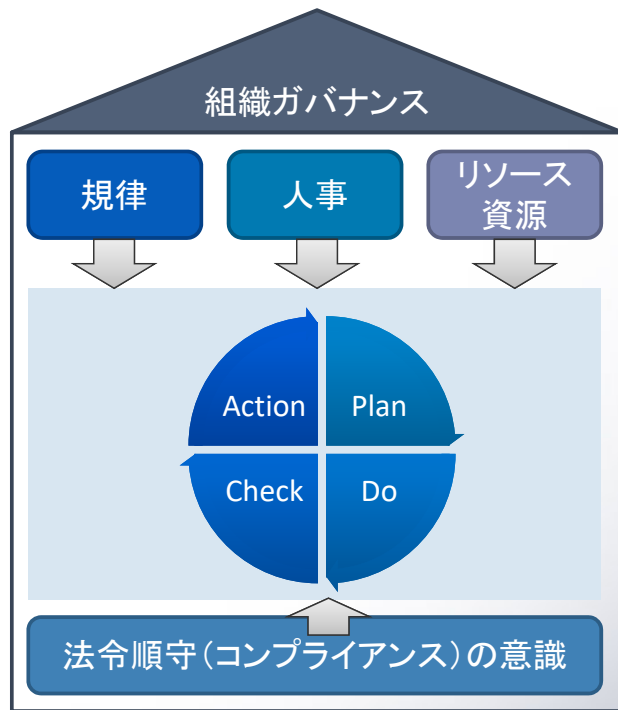 組織ガバナンス
規律
人事
リソース
資源
Action
Plan
Check
Do
法令順守(コンプライアンス)の意識